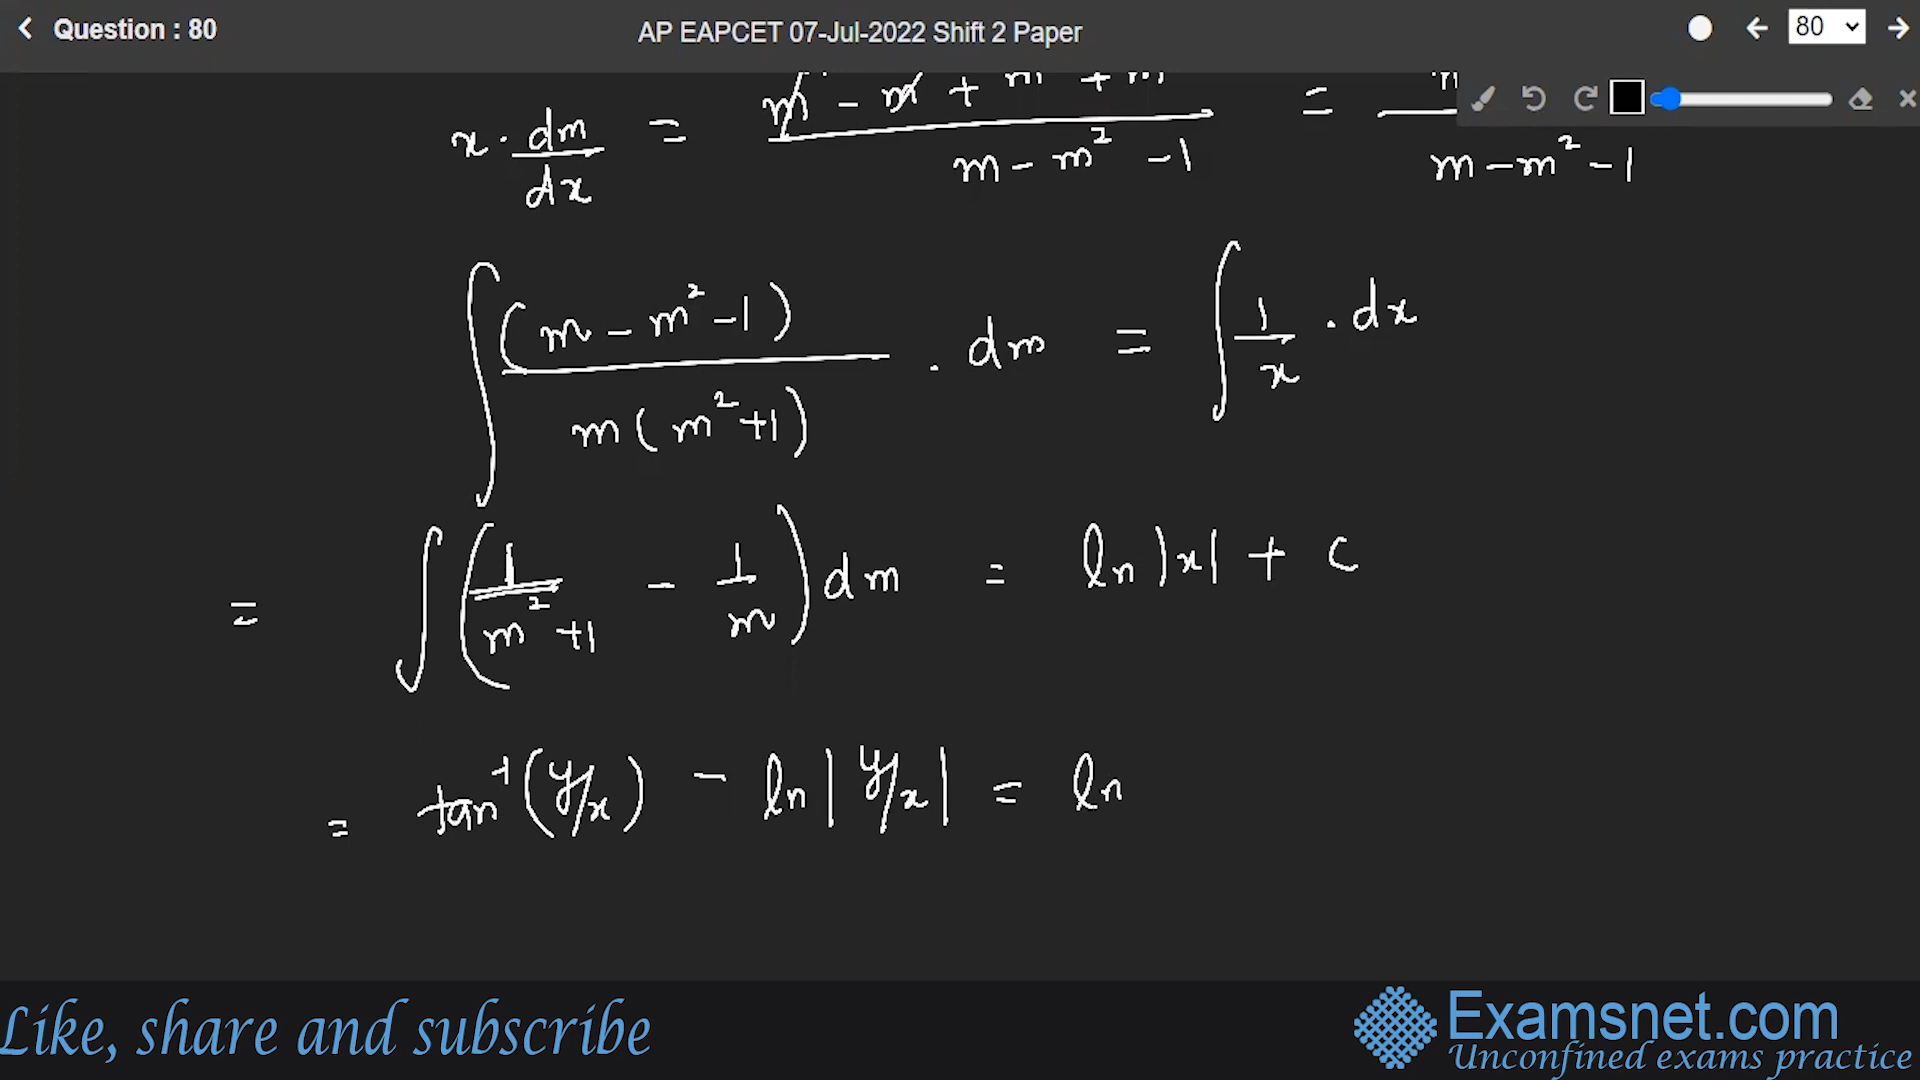 Question : 80
AP EAPCET 07-Jul-2022 Shift 2 Paper
80
x · dm/dx = (m - m + m + m)/(m - m² - 1) = /(m - m² - 1)
∫ (m - m² - 1)/(m(m² + 1)) · dm = ∫ 1/x · dx
= ∫ (1/(m² + 1) - 1/m) dm = ln |x| + c
= tan⁻¹(y/x) - ln |y/x| = ln
Like, share and subscribe
Examsnet.com
Unconfined exams practice